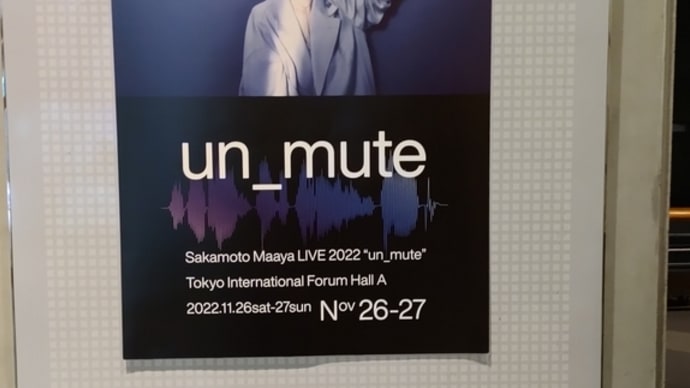 un_mute
Sakamoto Maaya LIVE 2022 “un_mute”
Tokyo International Forum Hall A
2022.11.26sat-27sun Nov 26-27